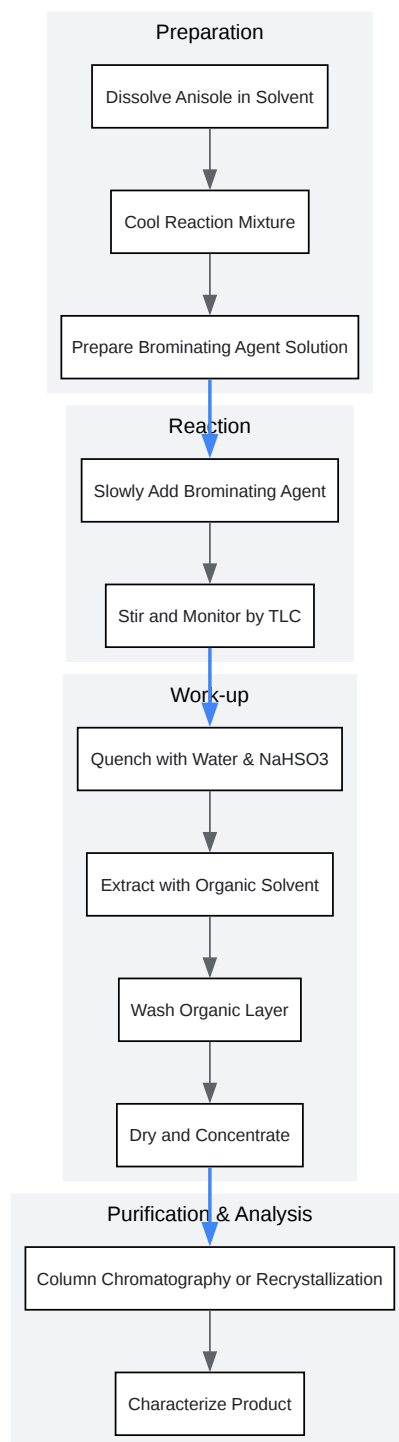 Preparation
Dissolve Anisole in Solvent
Cool Reaction Mixture
Prepare Brominating Agent Solution
Reaction
Slowly Add Brominating Agent
Stir and Monitor by TLC
Work-up
Quench with Water & NaHSO3
Extract with Organic Solvent
Wash Organic Layer
Dry and Concentrate
Purification & Analysis
Column Chromatography or Recrystallization
Characterize Product